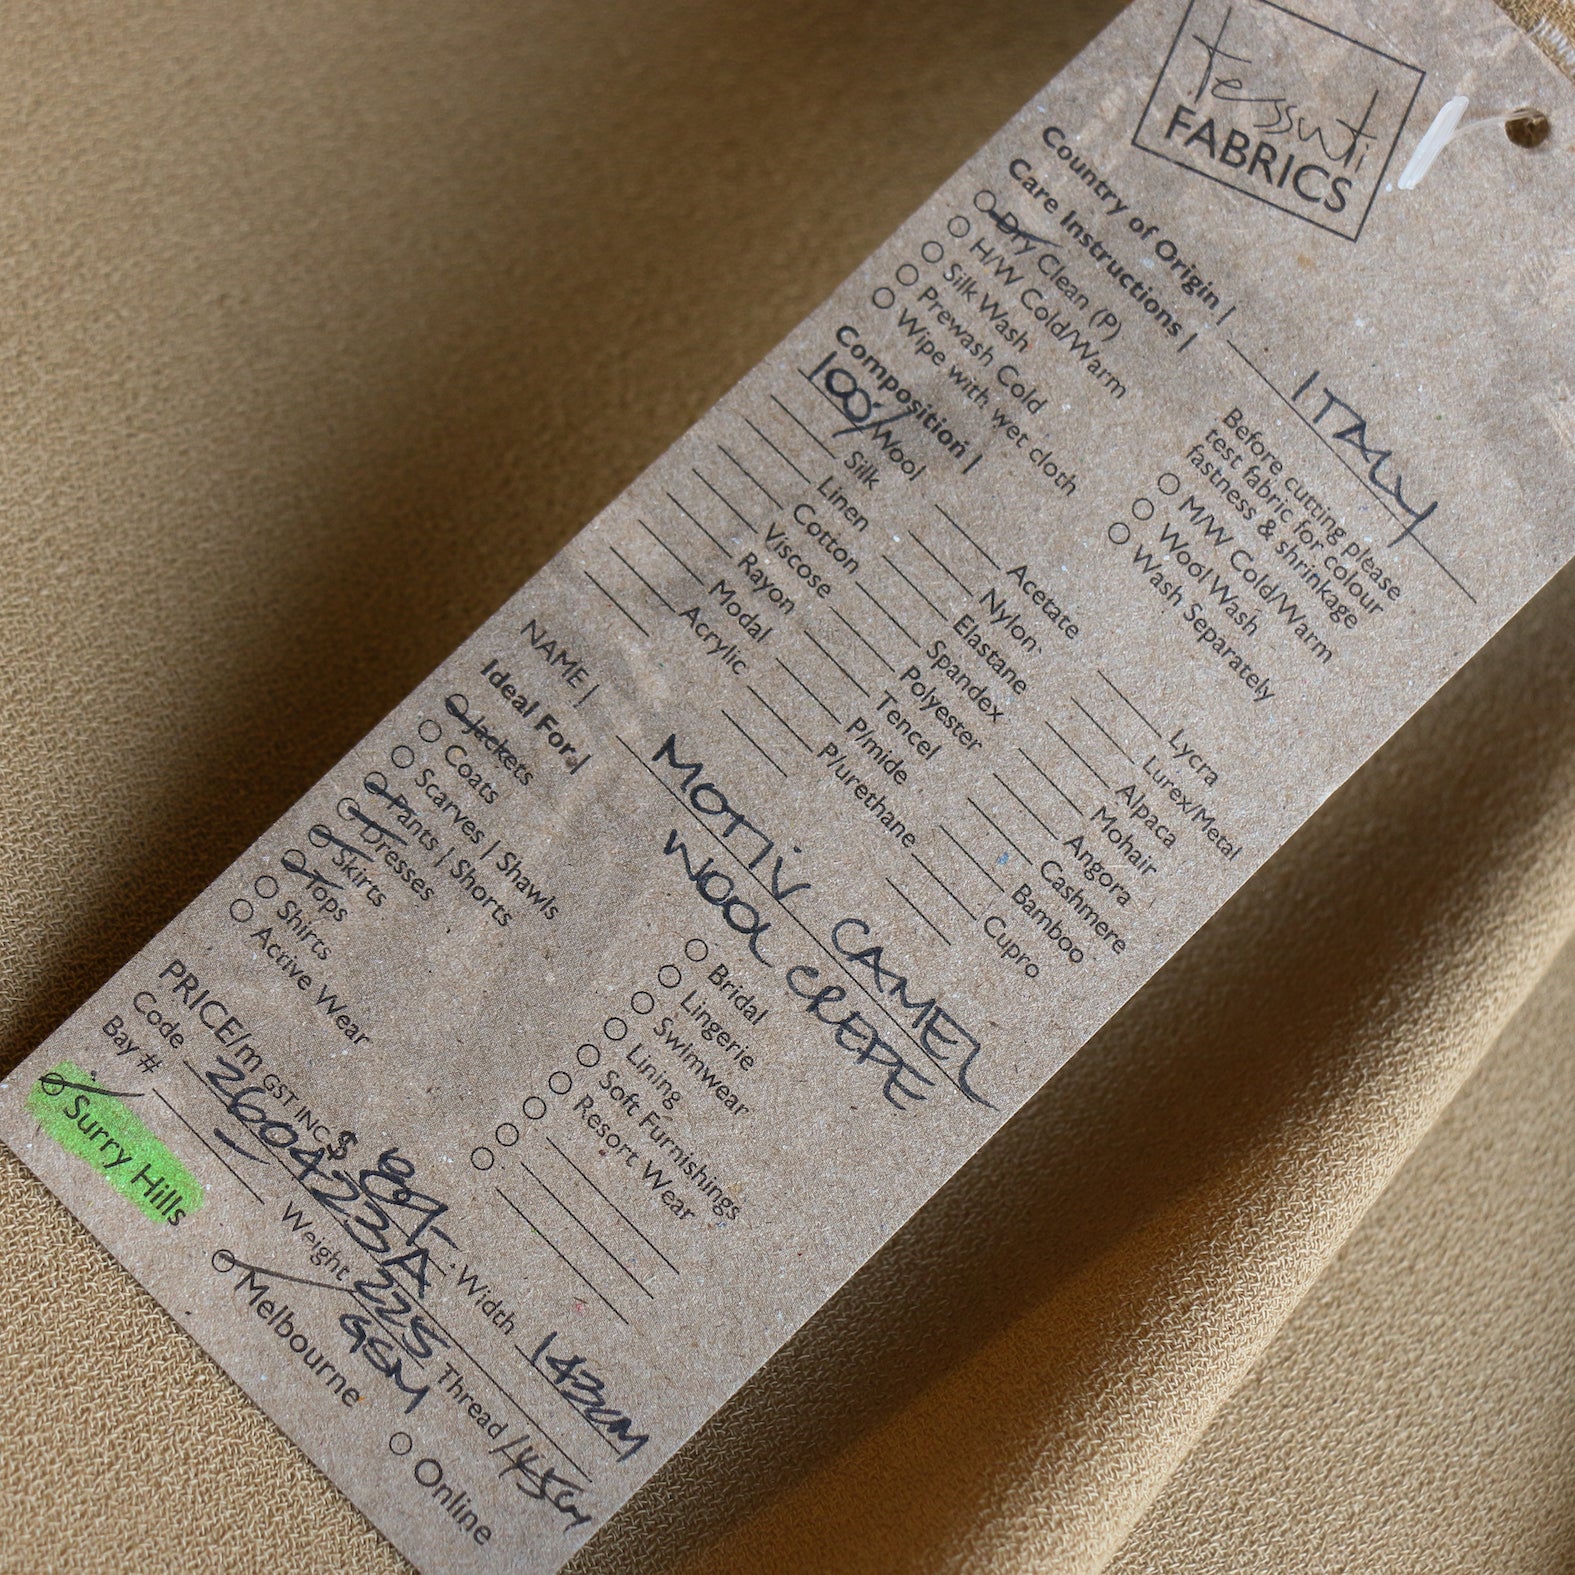 tessuti
FABRICS
Country of Origin | ITALY
Care Instructions |
Before cutting please
test fabric for colour
fastness & shrinkage
Dry Clean (P)
H/W Cold/Warm
Silk Wash
Prewash Cold
Wipe with wet cloth
M/W Cold/Warm
Wool Wash
Wash Separately
Composition |
100% Wool
Silk
Linen
Cotton
Viscose
Rayon
Modal
Acrylic
Acetate
Nylon
Elastane
Spandex
Polyester
Tencel
P/mide
P/urethane
Lycra
Lurex/Metal
Alpaca
Mohair
Angora
Cashmere
Bamboo
Cupro
NAME | MOTIV CAMEL
WOOL CREPE
Ideal For |
Jackets
Coats
Scarves | Shawls
Pants | Shorts
Dresses
Skirts
Tops
Shirts
Active Wear
Bridal
Lingerie
Swimwear
Lining
Soft Furnishings
Resort Wear
PRICE/m GST INC $ Width
Code 260423A 143cm
Bay # Weight 225 GSM Thread
Surry Hills Melbourne Online